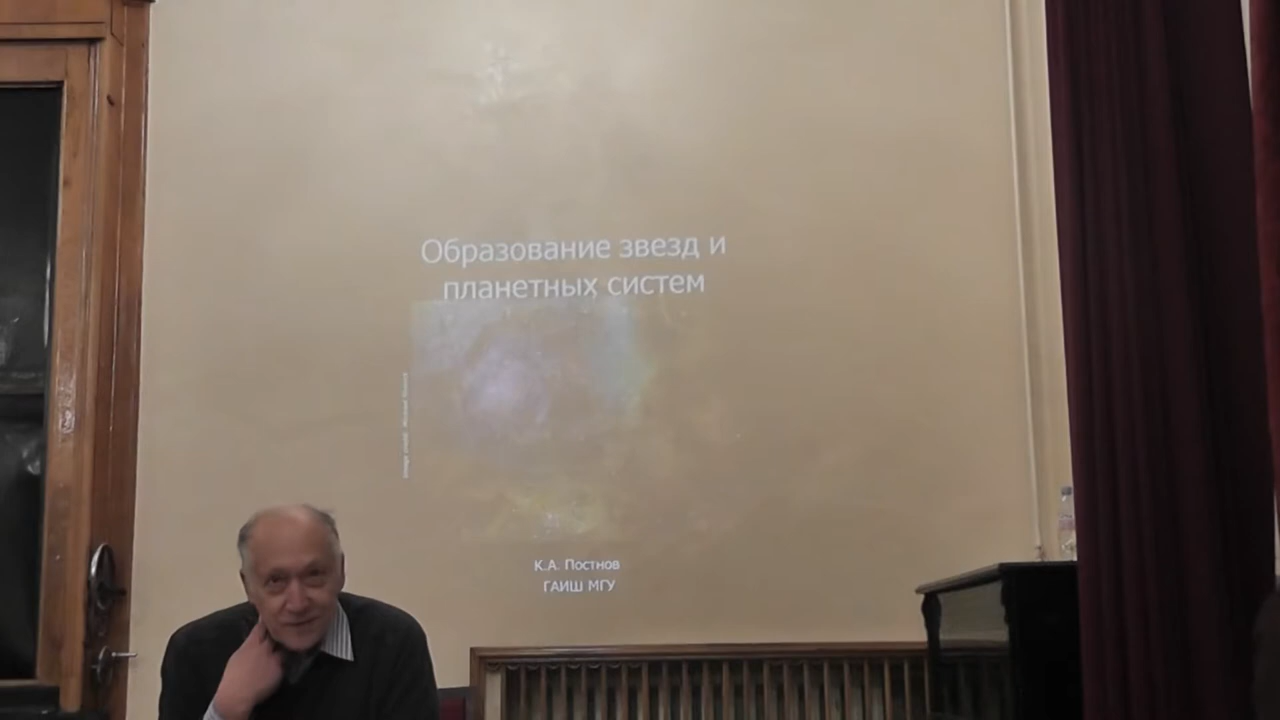 Образование звезд и
планетных систем
К.А. Постнов
ГАИШ МГУ